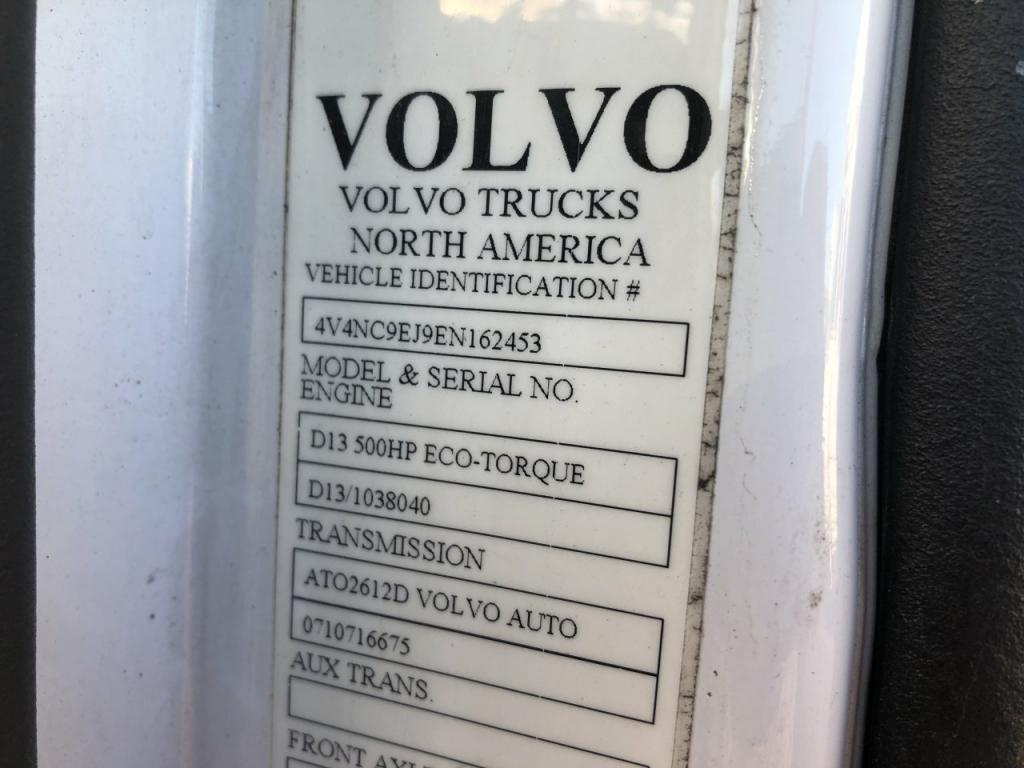 VOLVO
VOLVO TRUCKS
NORTH AMERICA
VEHICLE IDENTIFICATION #
4V4NC9EJ9EN162453
MODEL & SERIAL NO.
ENGINE
D13 500HP ECO-TORQUE
D13/1038040
TRANSMISSION
ATO2612D VOLVO AUTO
0710716675
AUX TRANS.
FRONT